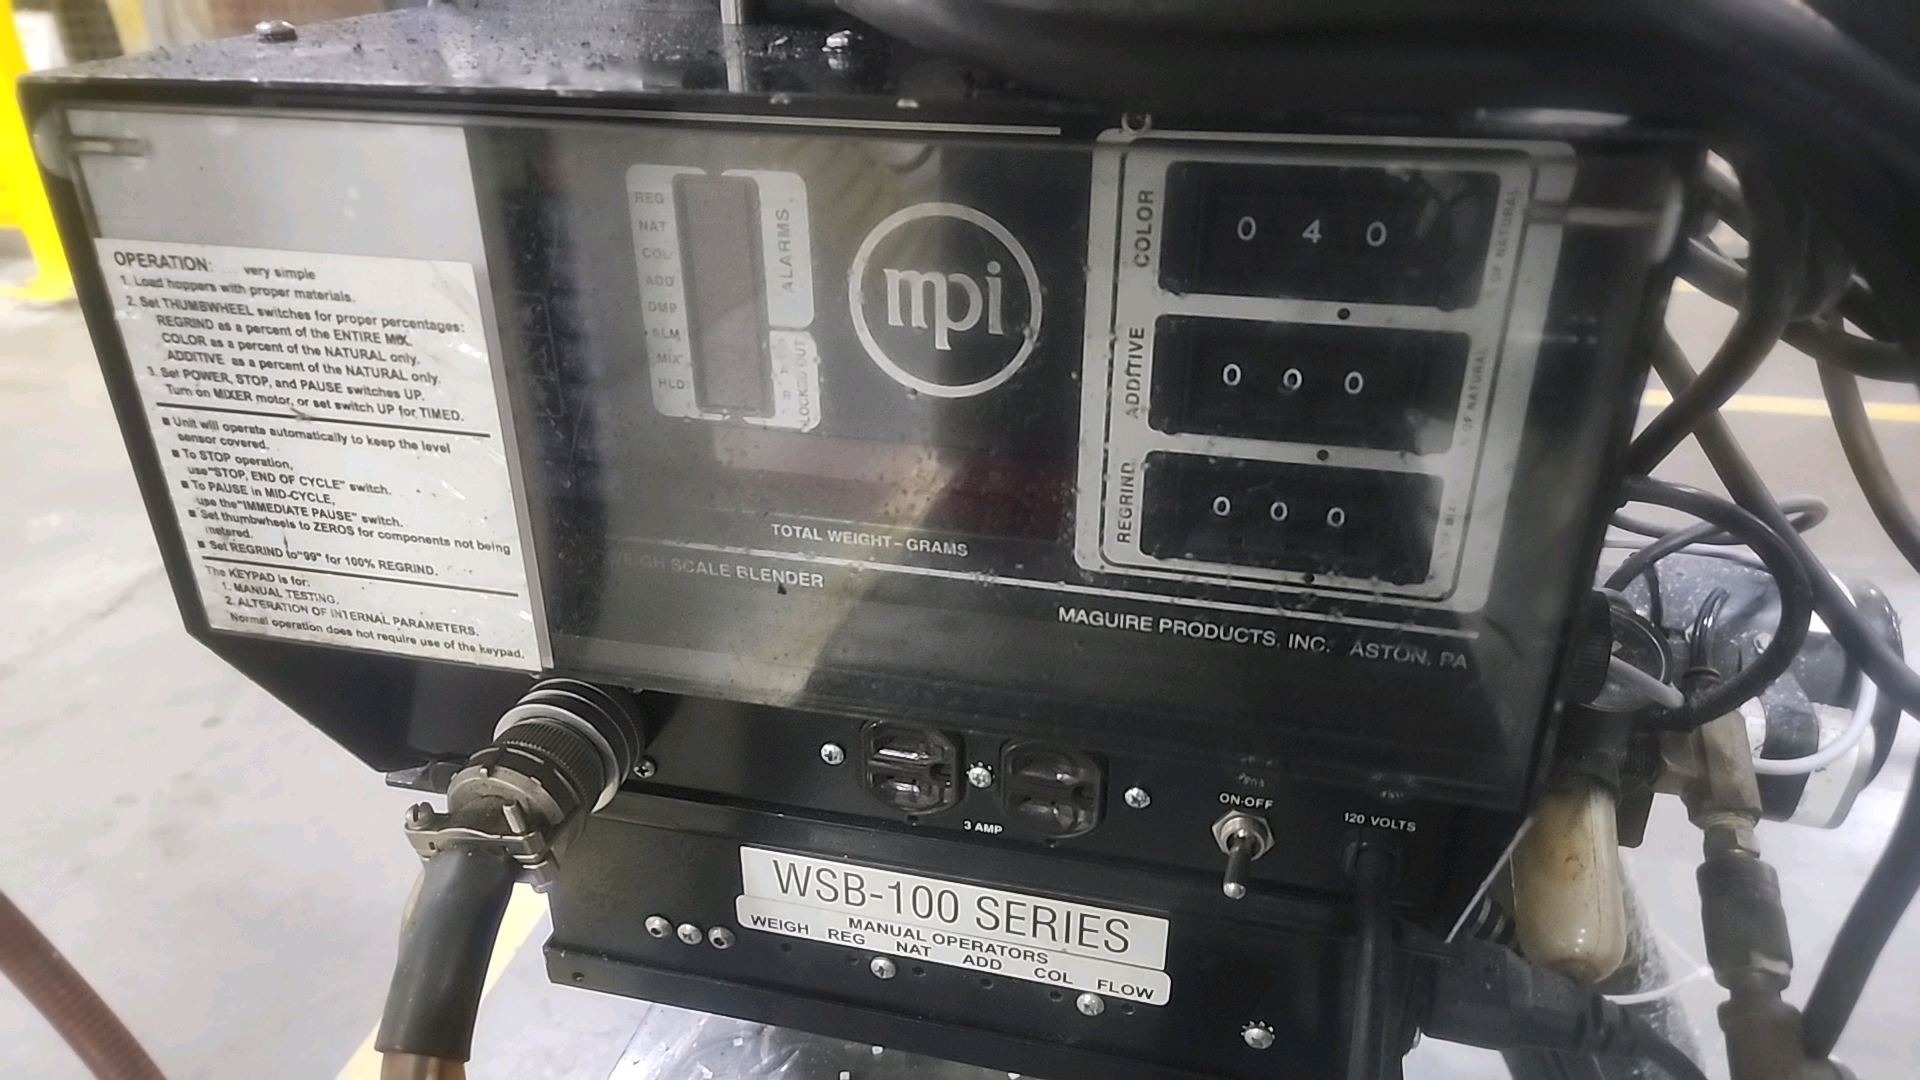 OPERATION: ... very simple
1. Load hoppers with proper materials.
2. Set THUMBWHEEL switches for proper percentages:
REGRIND as a percent of the ENTIRE MIX.
COLOR as a percent of the NATURAL only.
ADDITIVE as a percent of the NATURAL only.
3. Set POWER, STOP, and PAUSE switches UP.
Turn on MIXER motor, or set switch UP for TIMED.
■ Unit will operate automatically to keep the level
sensor covered.
■ To STOP operation,
use "STOP, END OF CYCLE" switch.
■ To PAUSE in MID-CYCLE,
use the "IMMEDIATE PAUSE" switch.
■ Set thumbwheels to ZEROS for components not being
metered.
■ Set REGRIND to "99" for 100% REGRIND.
The KEYPAD is for:
1. MANUAL TESTING.
2. ALTERATION OF INTERNAL PARAMETERS.
Normal operation does not require use of the keypad.
REG
NAT
COL
ADD
DMP
MIX
HLD
ALARMS
LOCKED OUT
mpi
COLOR
0 4 0
% OF NATURAL
ADDITIVE
0 0 0
% OF NATURAL
REGRIND
0 0 0
TOTAL WEIGHT - GRAMS
WEIGH SCALE BLENDER
MAGUIRE PRODUCTS, INC. ASTON, PA
3 AMP
ON-OFF
120 VOLTS
WSB-100 SERIES
MANUAL OPERATORS
WEIGH REG NAT ADD COL FLOW